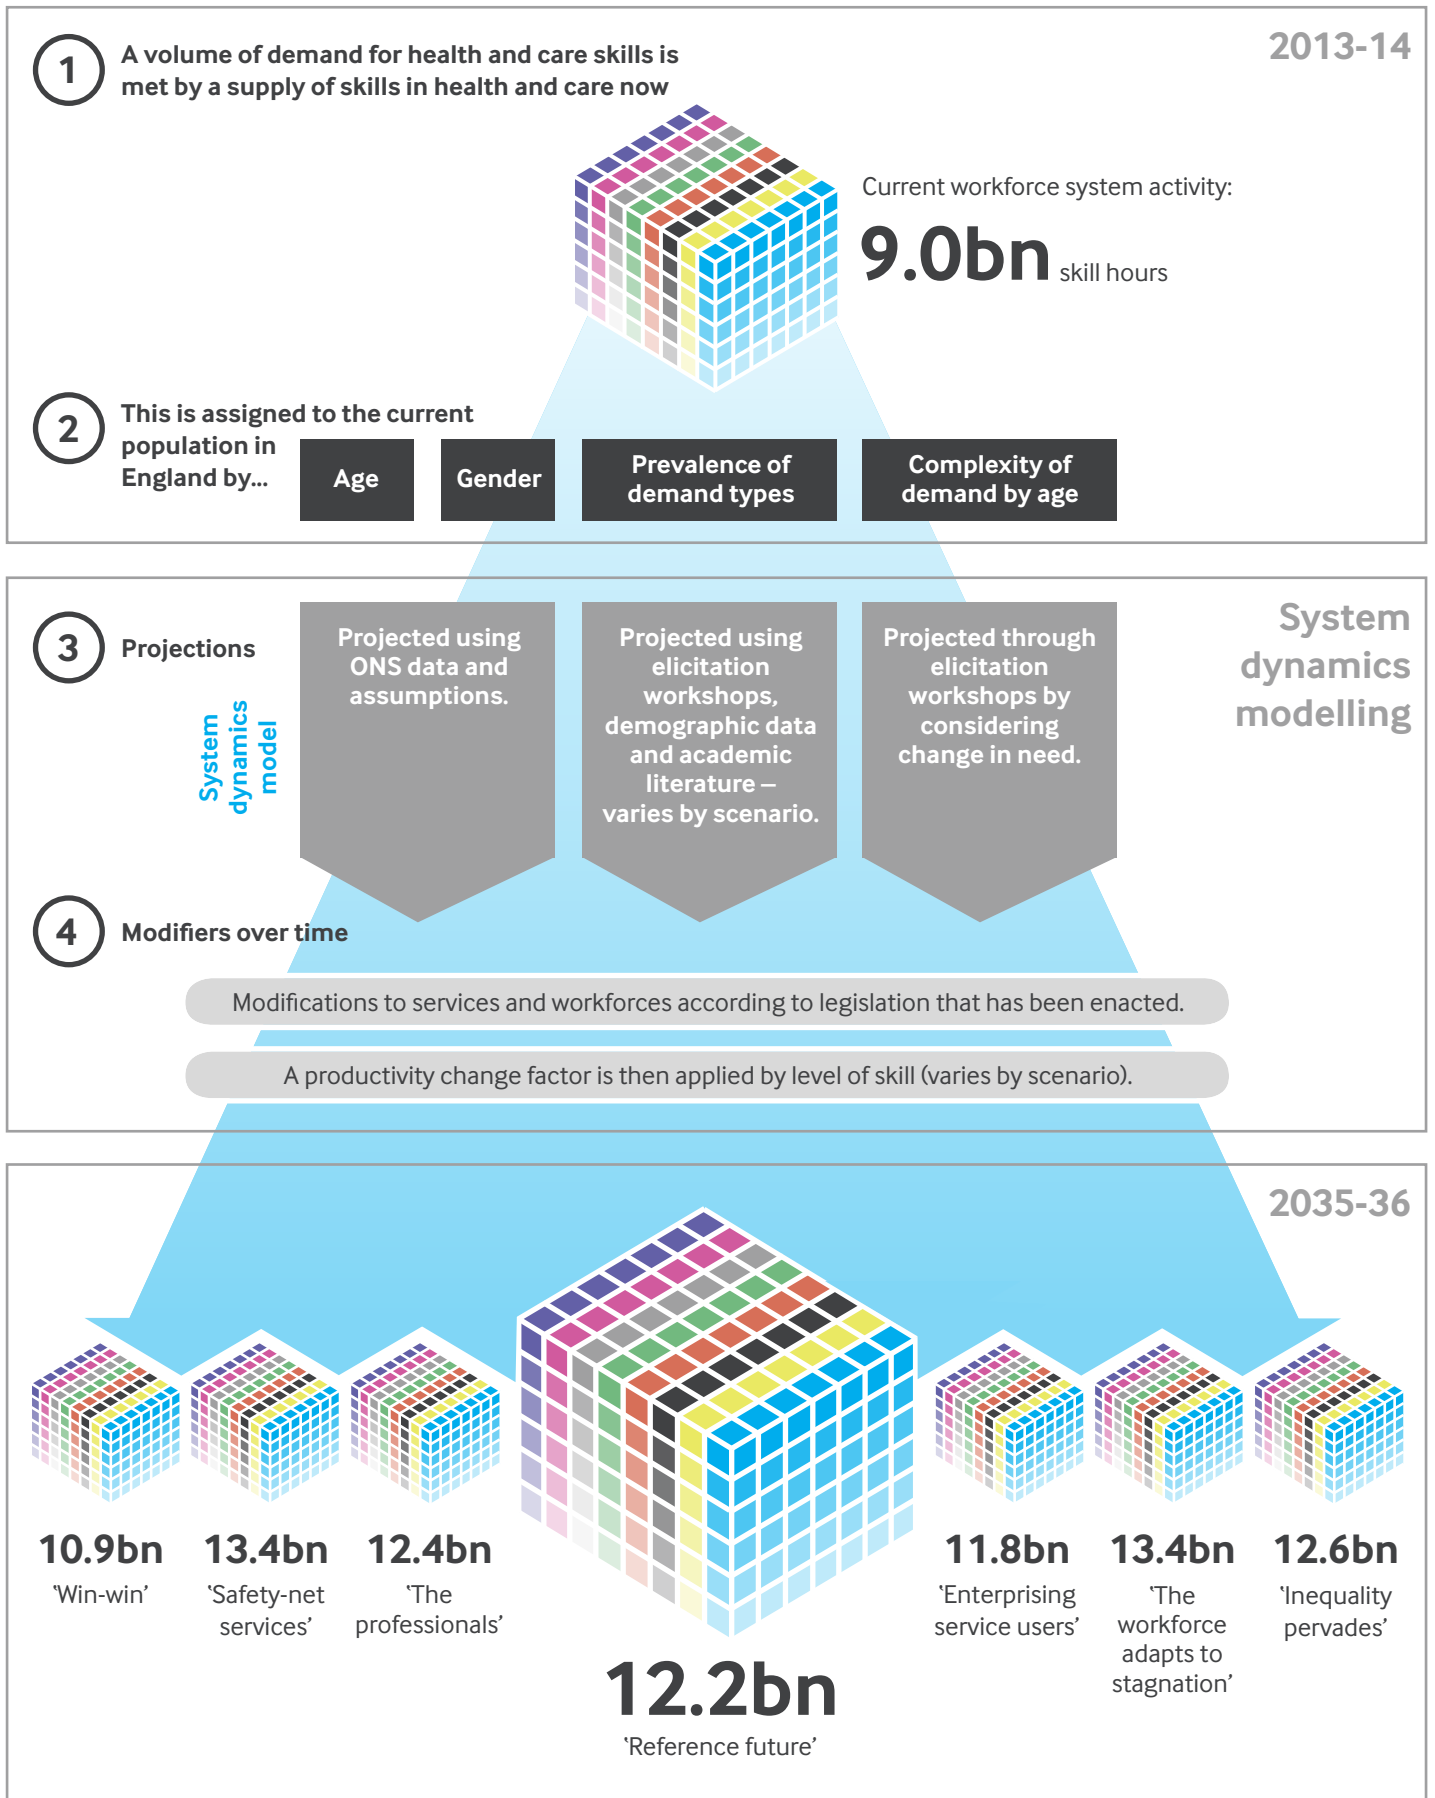 2013-14
1
A volume of demand for health and care skills is
met by a supply of skills in health and care now
Current workforce system activity:
9.0bn skill hours
2
This is assigned to the current
population in
England by...
Age
Gender
Prevalence of
demand types
Complexity of
demand by age
System
dynamics
modelling
3
Projections
System
dynamics
model
Projected using
ONS data and
assumptions.
Projected using
elicitation
workshops,
demographic data
and academic
literature –
varies by scenario.
Projected through
elicitation
workshops by
considering
change in need.
4
Modifiers over time
Modifications to services and workforces according to legislation that has been enacted.
A productivity change factor is then applied by level of skill (varies by scenario).
2035-36
10.9bn
‘Win-win’
13.4bn
‘Safety-net
services’
12.4bn
‘The
professionals’
12.2bn
‘Reference future’
11.8bn
‘Enterprising
service users’
13.4bn
‘The
workforce
adapts to
stagnation’
12.6bn
‘Inequality
pervades’